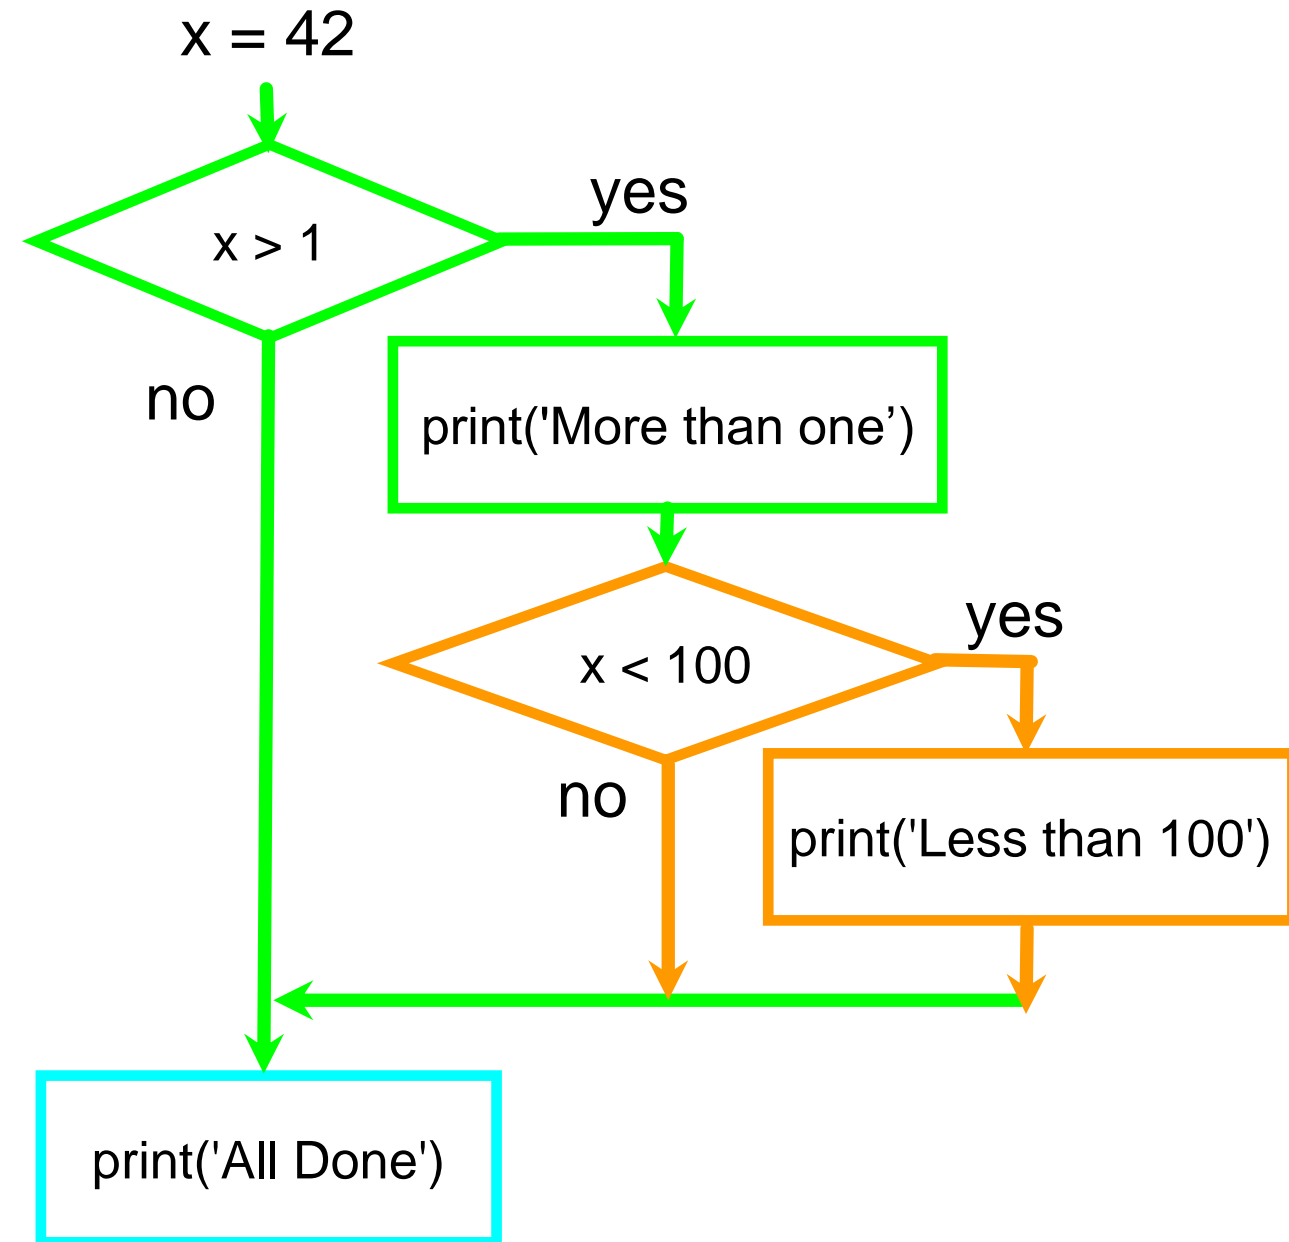 x = 42
x > 1
yes
no
print('More than one’)
x < 100
yes
no
print('Less than 100')
print('All Done')